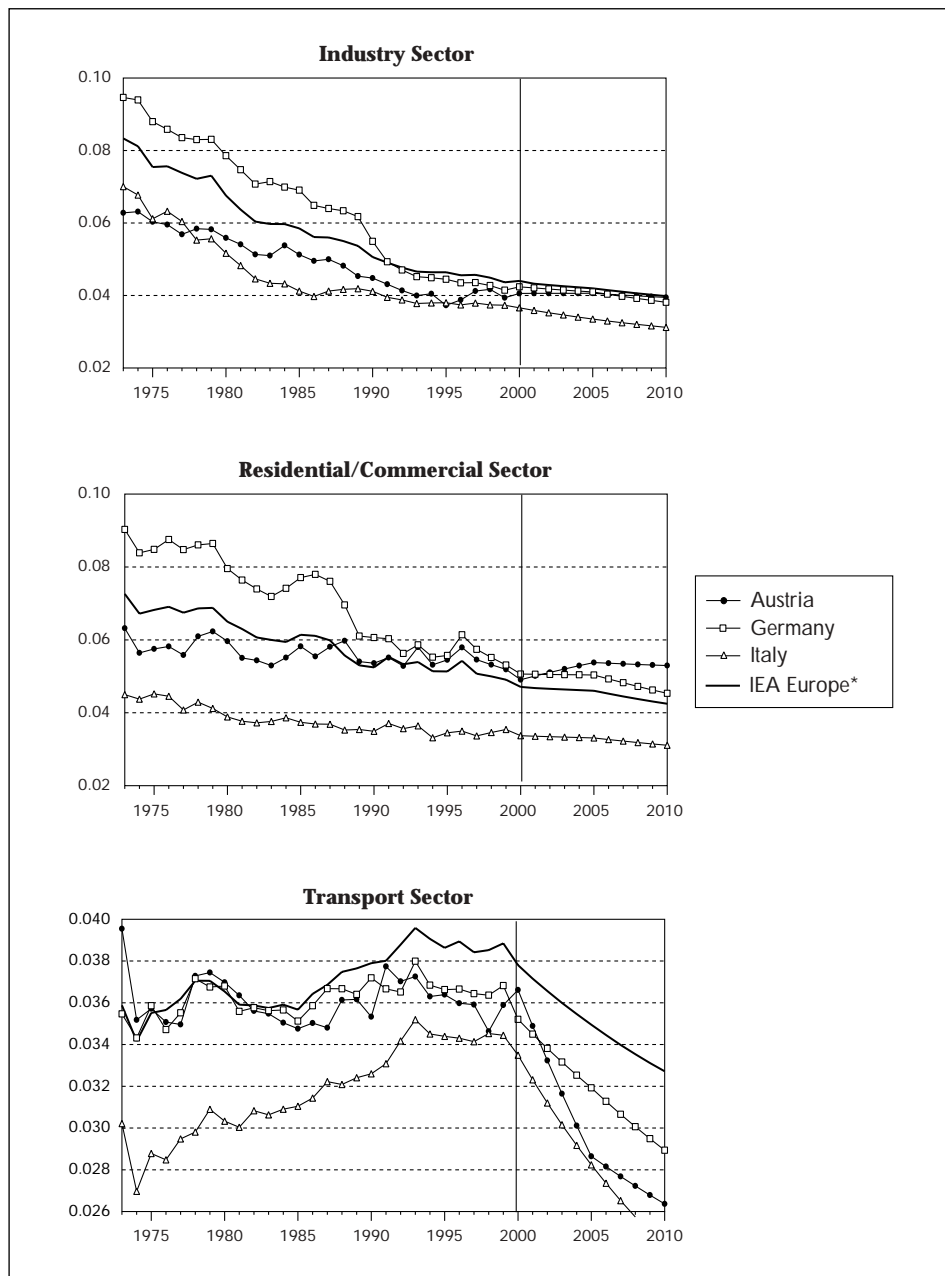 Industry Sector
0.10
0.08
0.06
0.04
0.02
1975 1980 1985 1990 1995 2000 2005 2010
Residential/Commercial Sector
0.10
0.08
0.06
0.04
0.02
1975 1980 1985 1990 1995 2000 2005 2010
Austria
Germany
Italy
IEA Europe*
Transport Sector
0.040
0.038
0.036
0.034
0.032
0.030
0.028
0.026
1975 1980 1985 1990 1995 2000 2005 2010